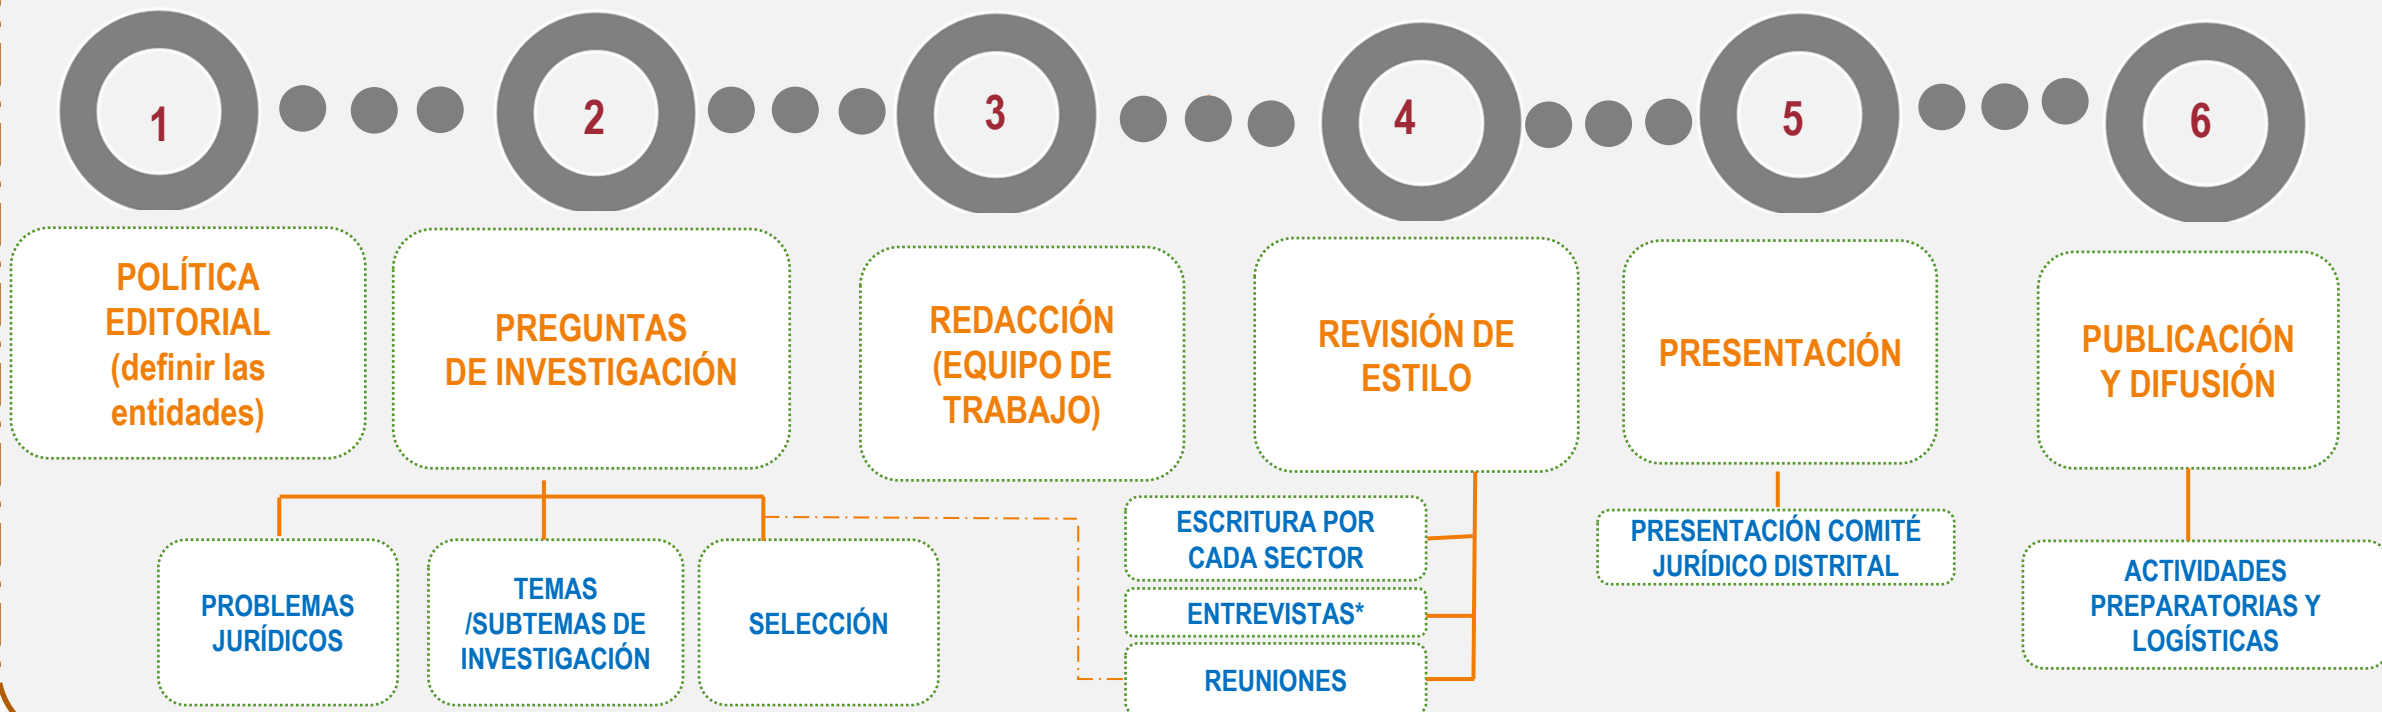 1
2
3
4
5
6
POLÍTICA
EDITORIAL
(definir las
entidades)
PREGUNTAS
DE INVESTIGACIÓN
REDACCIÓN
(EQUIPO DE
TRABAJO)
REVISIÓN DE
ESTILO
PRESENTACIÓN
PUBLICACIÓN
Y DIFUSIÓN
PROBLEMAS
JURÍDICOS
TEMAS
/SUBTEMAS DE
INVESTIGACIÓN
SELECCIÓN
ESCRITURA POR
CADA SECTOR
ENTREVISTAS*
REUNIONES
PRESENTACIÓN COMITÉ
JURÍDICO DISTRITAL
ACTIVIDADES
PREPARATORIAS Y
LOGÍSTICAS